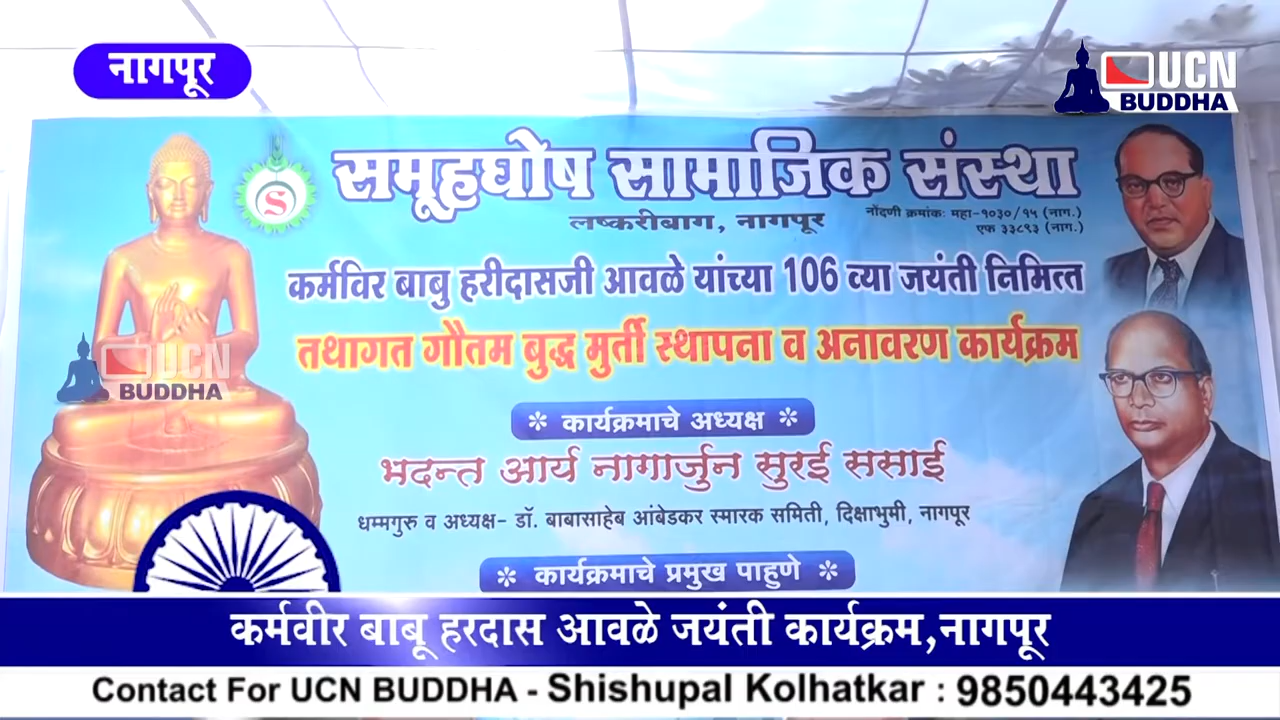 नागपूर
UCN
BUDDHA
समूहघोष सामाजिक संस्था
S
लष्करीबाग, नागपूर
नोंदणी क्रमांक: महा-१०३०/१५ (नाग.)
एफ ३३८९३ (नाग.)
कर्मविर बाबु हरीदासजी आवळे यांच्या 106 व्या जयंती निमित्त
तथागत गौतम बुद्ध मुर्ती स्थापना व अनावरण कार्यक्रम
UCN
BUDDHA
* कार्यक्रमाचे अध्यक्ष *
भदन्त आर्य नागार्जुन सुरई ससाई
धम्मगुरु व अध्यक्ष- डॉ. बाबासाहेब आंबेडकर स्मारक समिती, दिक्षाभुमी, नागपूर
* कार्यक्रमाचे प्रमुख पाहुणे *
कर्मवीर बाबू हरदास आवळे जयंती कार्यक्रम,नागपूर
Contact For UCN BUDDHA - Shishupal Kolhatkar : 9850443425